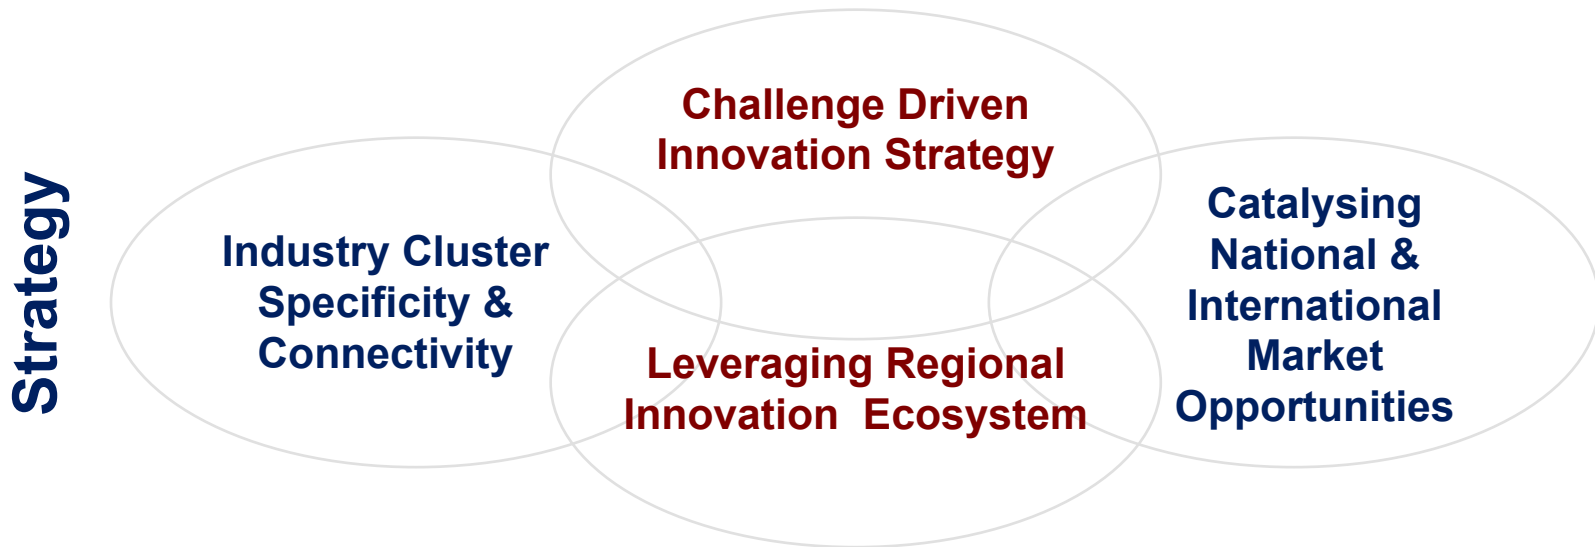 Strategy
Challenge Driven
Innovation Strategy
Industry Cluster
Specificity &
Connectivity
Leveraging Regional
Innovation  Ecosystem
Catalysing
National &
International
Market
Opportunities